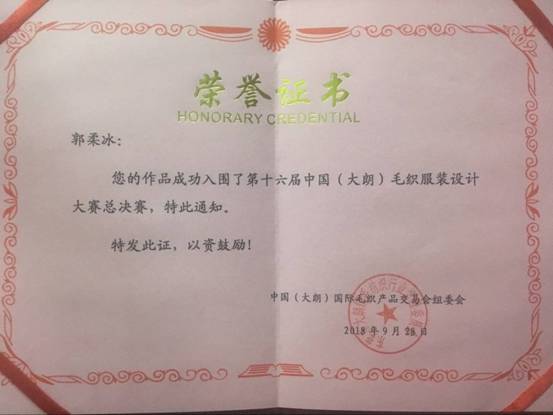 荣誉证书
HONORARY CREDENTIAL
郭柔冰：
您的作品成功入围了第十六届中国（大朗）毛织服装设计
大赛总决赛，特此通知。
特发此证，以资鼓励！
中国（大朗）国际毛织产品交易会组委会
2018年9月28日